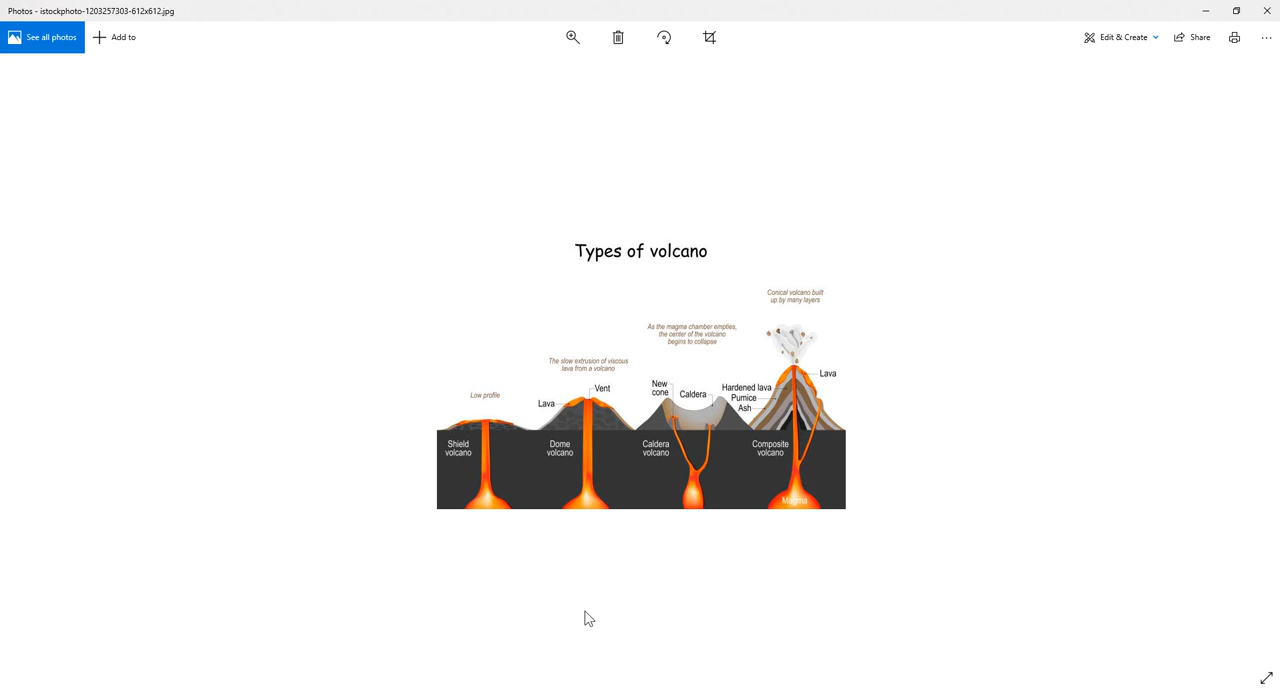 Photos - istockphoto-1203257303-612x612.jpg
See all photos
Add to
Edit & Create
Share
Types of volcano
Conical volcano built
up by many layers
As the magma chamber empties,
the center of the volcano
begins to collapse
The slow extrusion of viscous
lava from a volcano
Low profile
Lava
Vent
New
cone
Caldera
Hardened lava
Pumice
Ash
Lava
Shield
volcano
Dome
volcano
Caldera
volcano
Composite
volcano
Magma